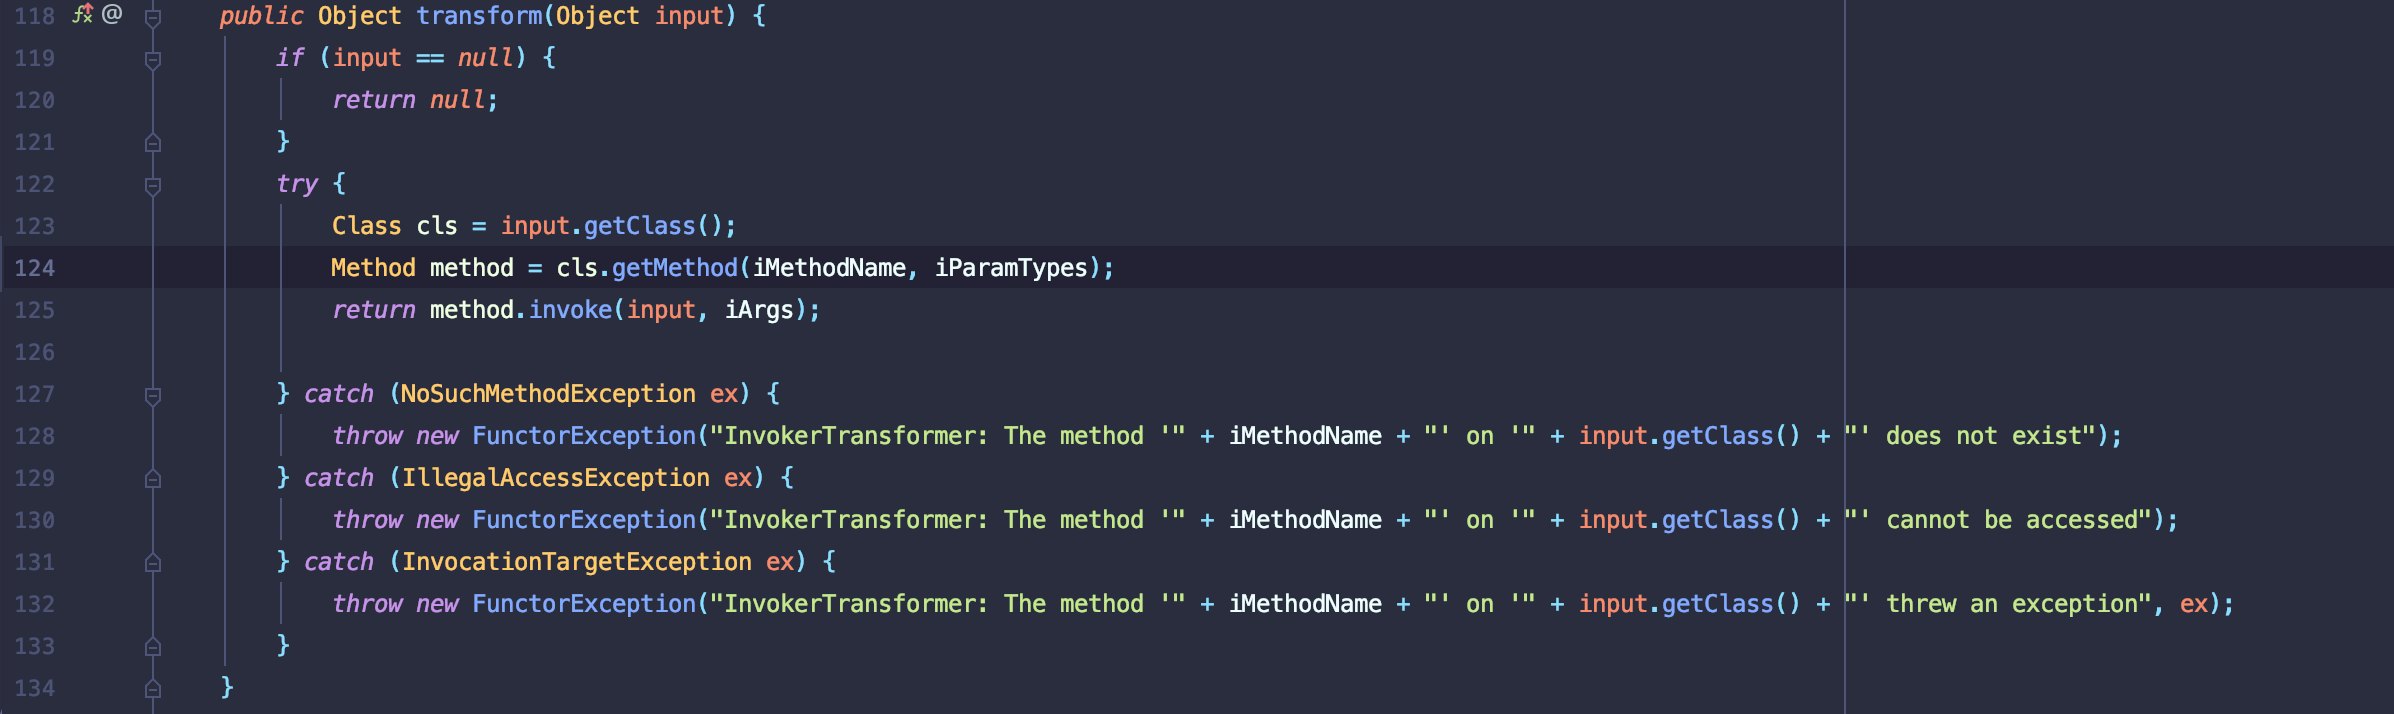 118 @ public Object transform(Object input) {
119 if (input == null) {
120 return null;
121 }
122 try {
123 Class cls = input.getClass();
124 Method method = cls.getMethod(iMethodName, iParamTypes);
125 return method.invoke(input, iArgs);
126
127 } catch (NoSuchMethodException ex) {
128 throw new FunctorException("InvokerTransformer: The method '" + iMethodName + "' on '" + input.getClass() + "' does not exist");
129 } catch (IllegalAccessException ex) {
130 throw new FunctorException("InvokerTransformer: The method '" + iMethodName + "' on '" + input.getClass() + "' cannot be accessed");
131 } catch (InvocationTargetException ex) {
132 throw new FunctorException("InvokerTransformer: The method '" + iMethodName + "' on '" + input.getClass() + "' threw an exception", ex);
133 }
134 }